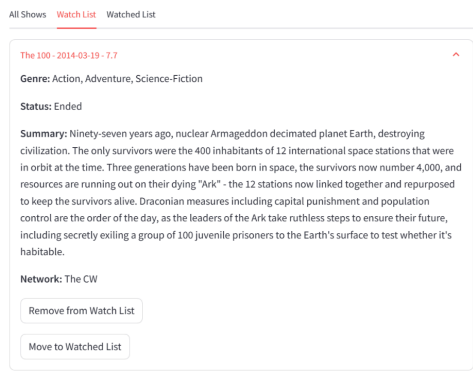 All Shows Watch List Watched List
The 100 - 2014-03-19 - 7.7
Genre: Action, Adventure, Science-Fiction
Status: Ended
Summary: Ninety-seven years ago, nuclear Armageddon decimated planet Earth, destroying
civilization. The only survivors were the 400 inhabitants of 12 international space stations that were
in orbit at the time. Three generations have been born in space, the survivors now number 4,000, and
resources are running out on their dying "Ark" - the 12 stations now linked together and repurposed
to keep the survivors alive. Draconian measures including capital punishment and population
control are the order of the day, as the leaders of the Ark take ruthless steps to ensure their future,
including secretly exiling a group of 100 juvenile prisoners to the Earth's surface to test whether it's
habitable.
Network: The CW
Remove from Watch List
Move to Watched List